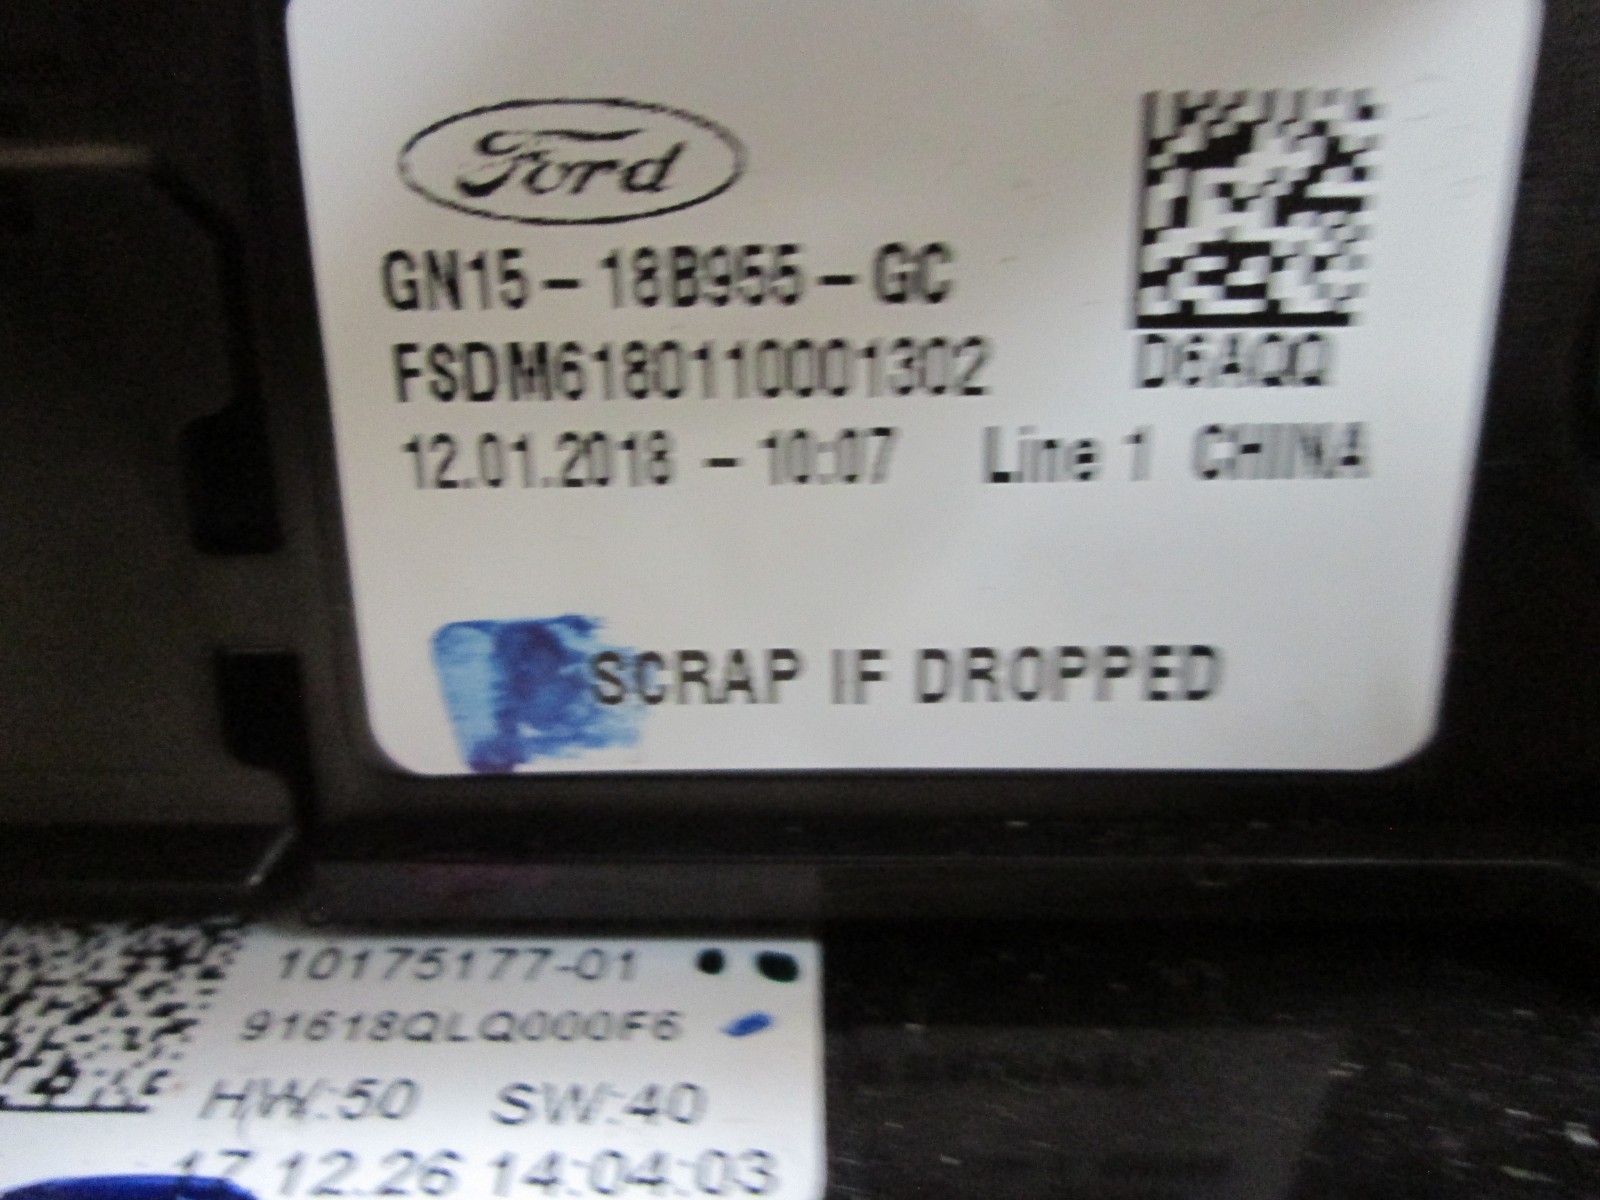 Ford
GN15-18B955-GC
FSDM6180110001302
D6AQQ
12.01.2018 - 10:07 Line 1 CHINA
SCRAP IF DROPPED
10175177-01
91618QLQ000F6
HW:50 SW:40
17.12.26 14:04:03